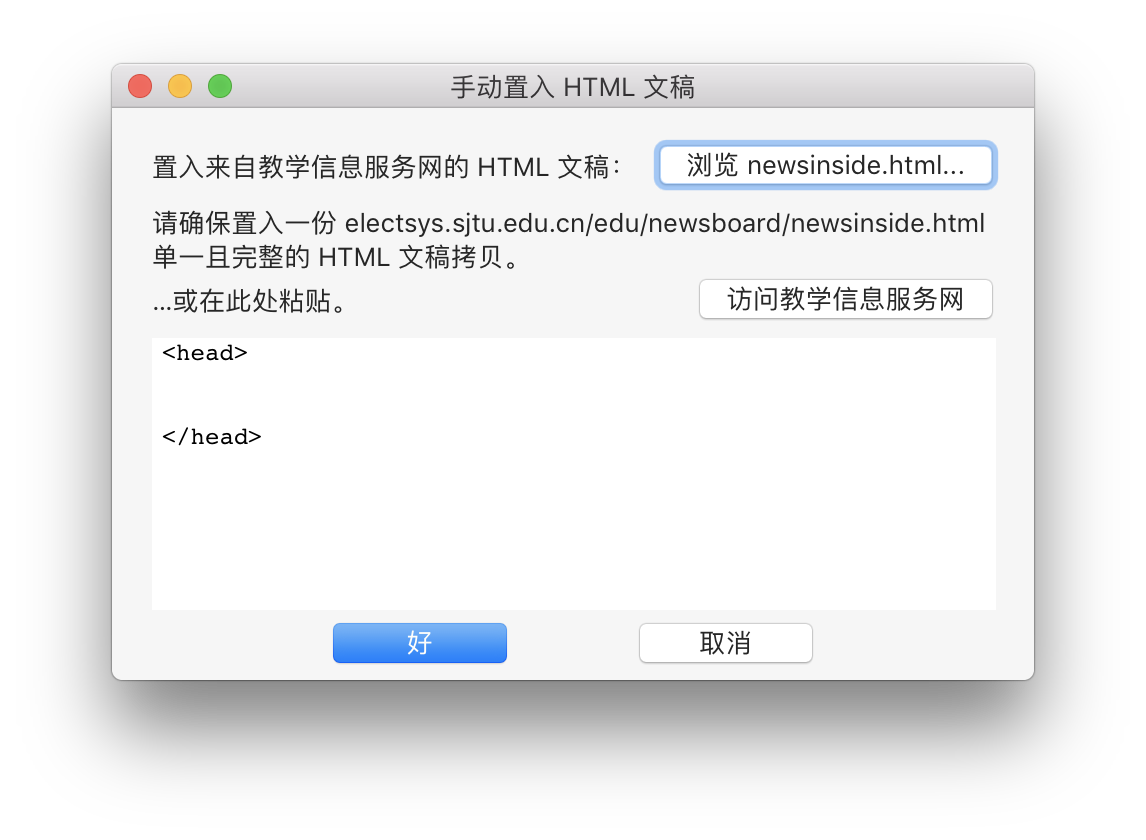 手动置入 HTML 文稿
置入来自教学信息服务网的 HTML 文稿：
浏览 newsinside.html...
请确保置入一份 electsys.sjtu.edu.cn/edu/newsboard/newsinside.html
单一且完整的 HTML 文稿拷贝。
...或在此处粘贴。
访问教学信息服务网
<head>
</head>
好
取消